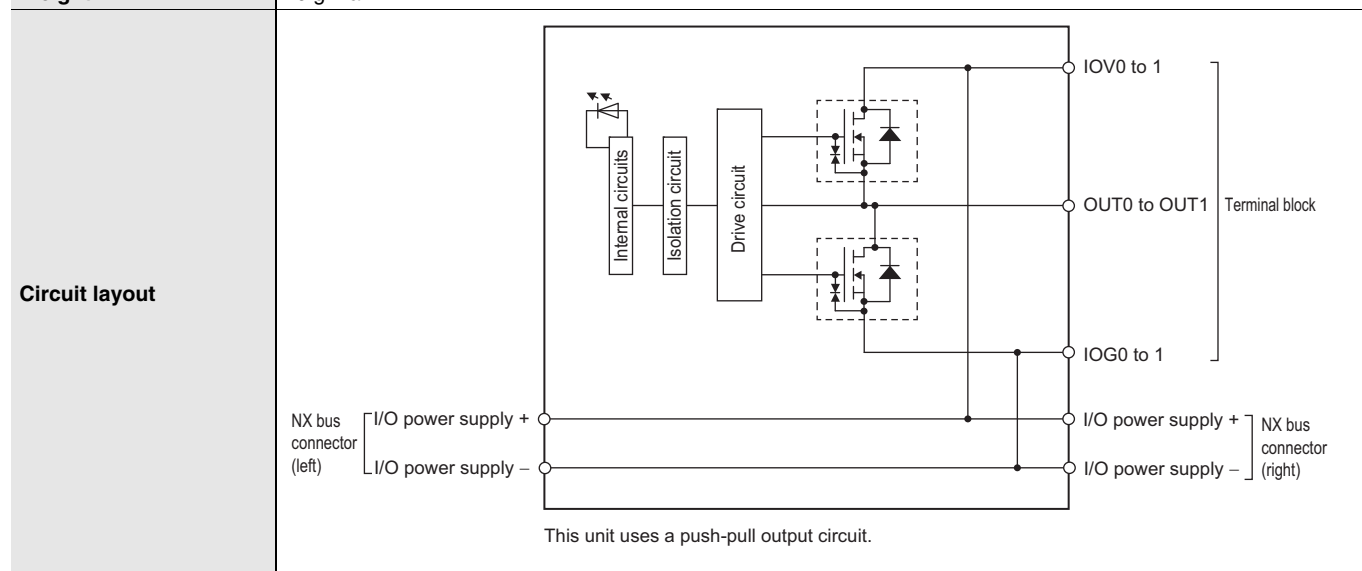 Circuit layout
IOV0 to 1
Internal circuits
Isolation circuit
Drive circuit
OUT0 to OUT1
Terminal block
IOG0 to 1
NX bus
connector
(left)
I/O power supply +
I/O power supply –
I/O power supply +
I/O power supply –
NX bus
connector
(right)
This unit uses a push-pull output circuit.